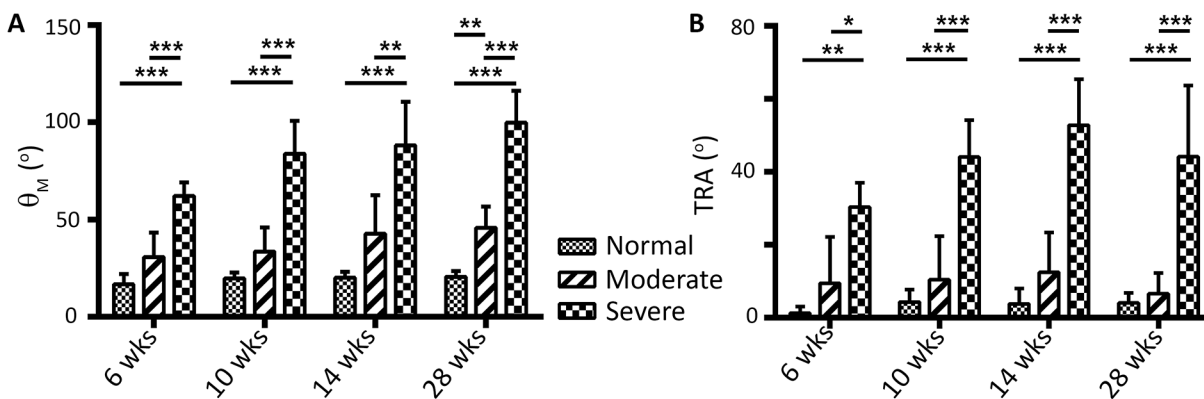 A
θM (o)
150
100
50
0
***
***
***
***
**
***
**
***
***
6 wks
10 wks
14 wks
28 wks
Normal
Moderate
Severe
B
TRA (o)
80
40
0
*
**
***
***
***
***
***
***
6 wks
10 wks
14 wks
28 wks